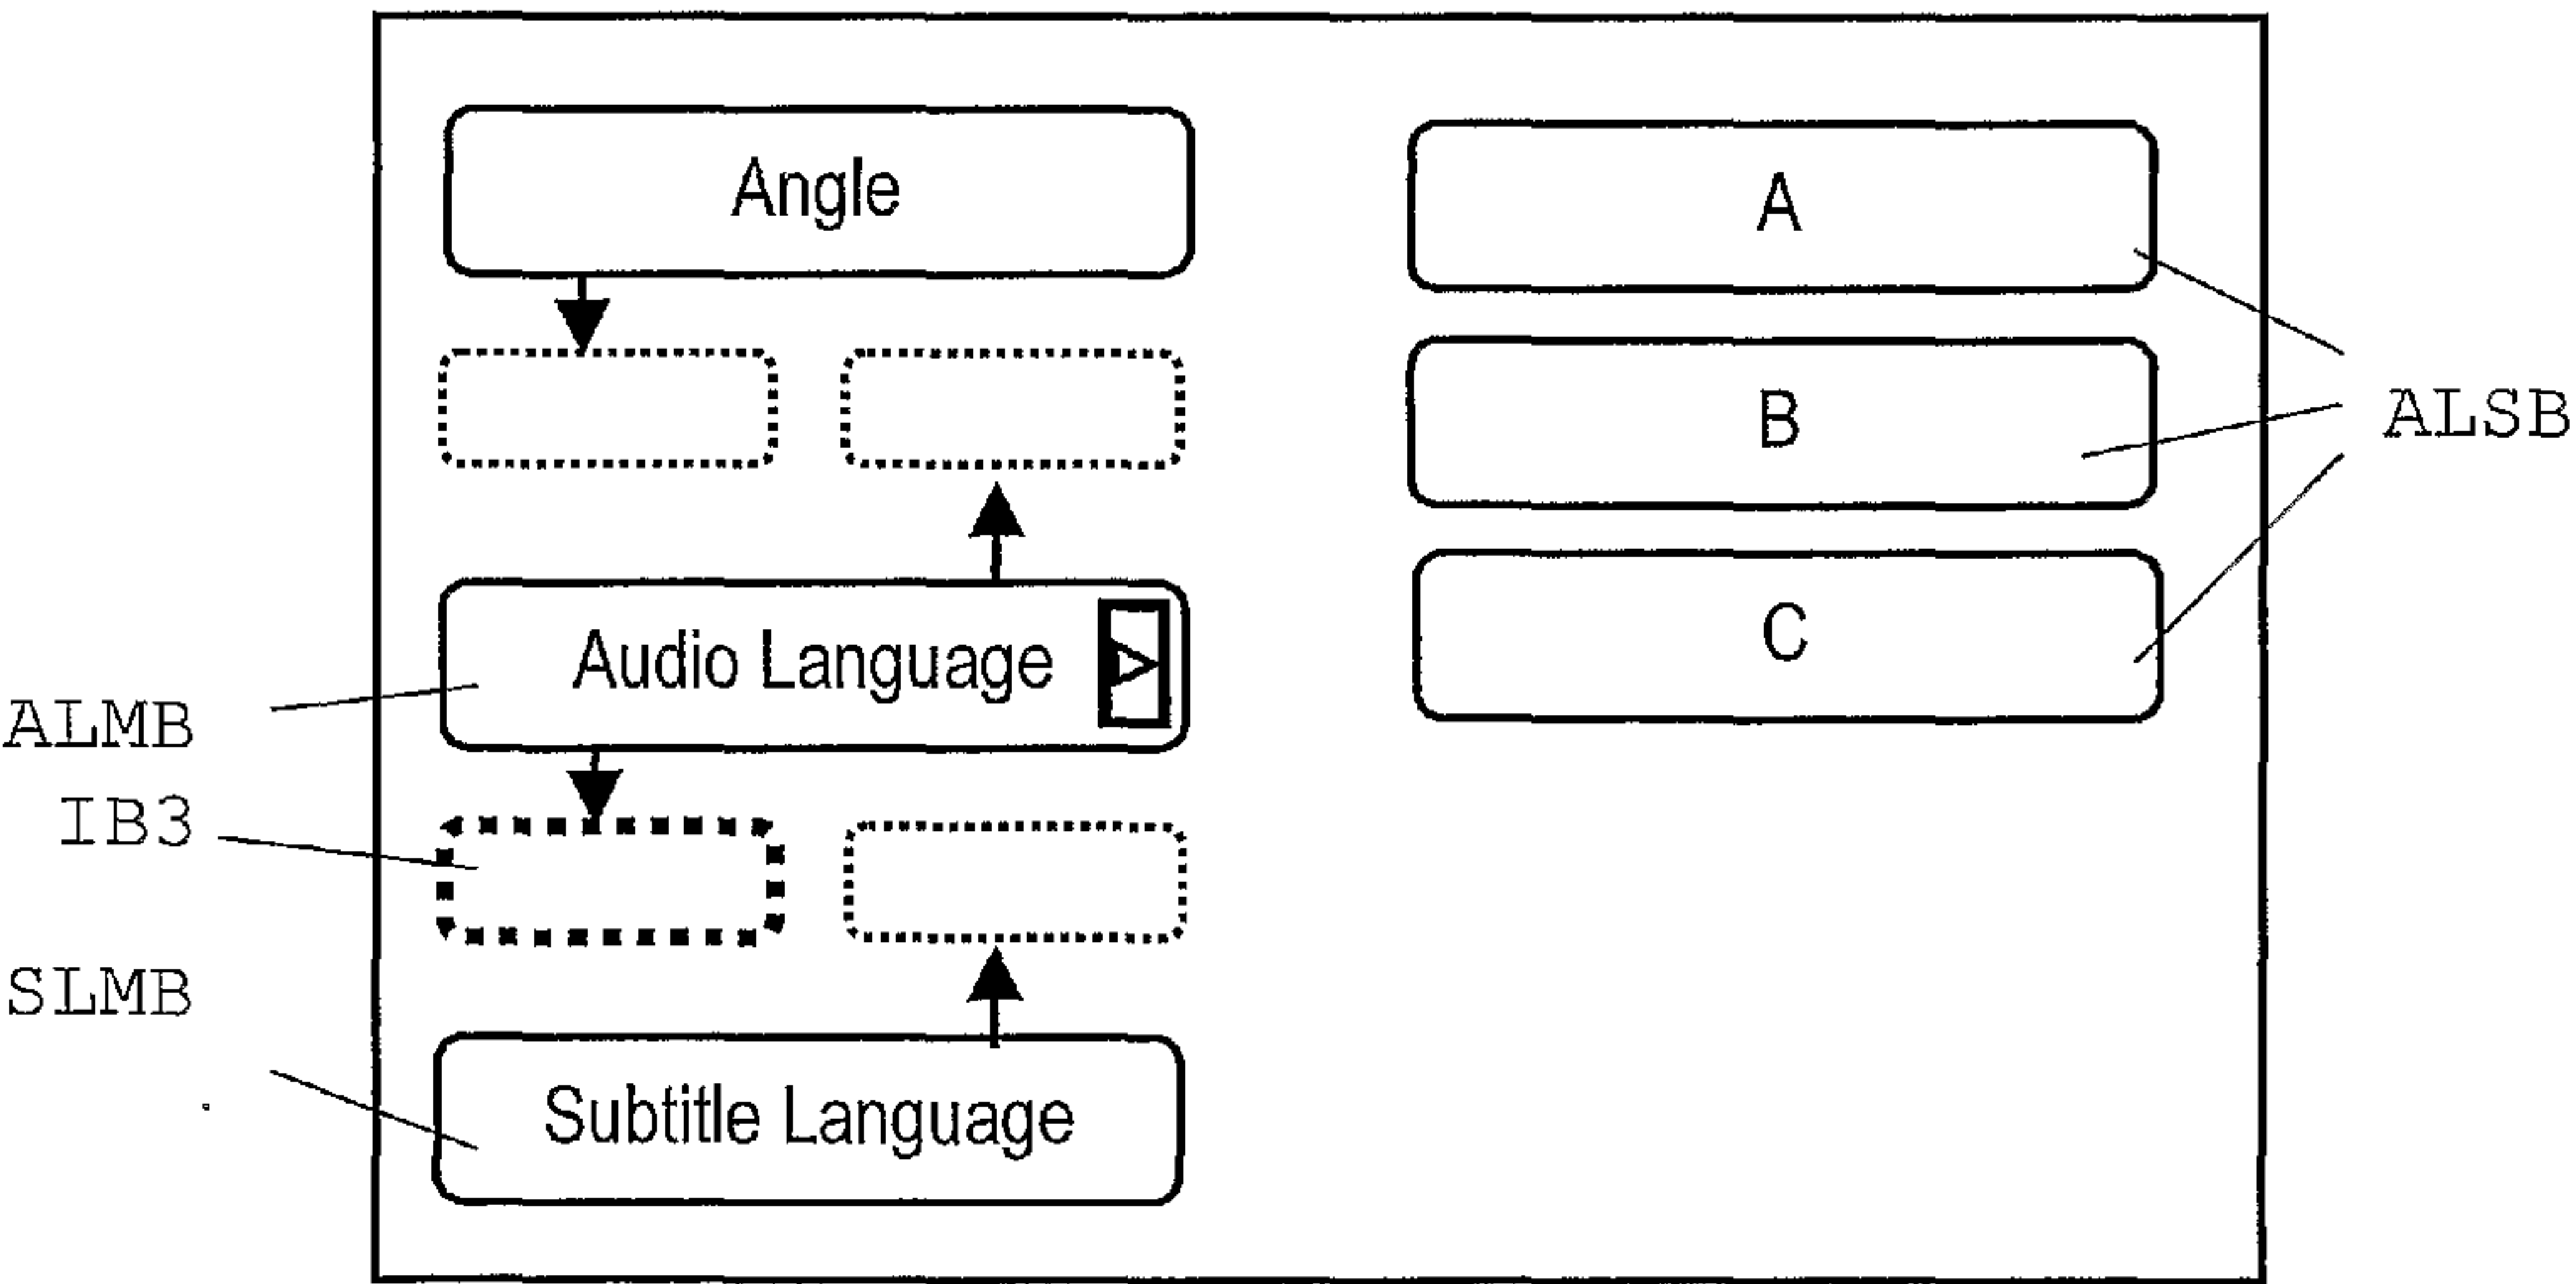 Angle
A
B
ALSB
Audio Language
C
ALMB
IB3
SLMB
Subtitle Language